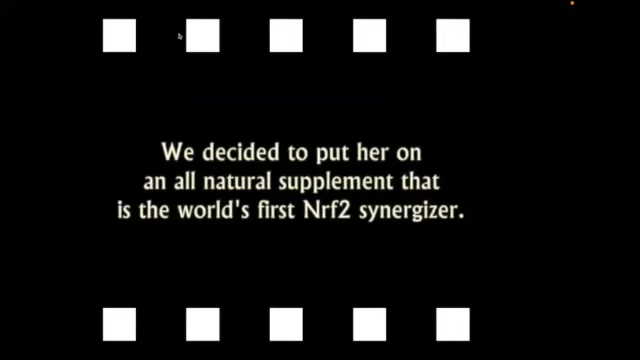 We decided to put her on
an all natural supplement that
is the world's first Nrf2 synergizer.